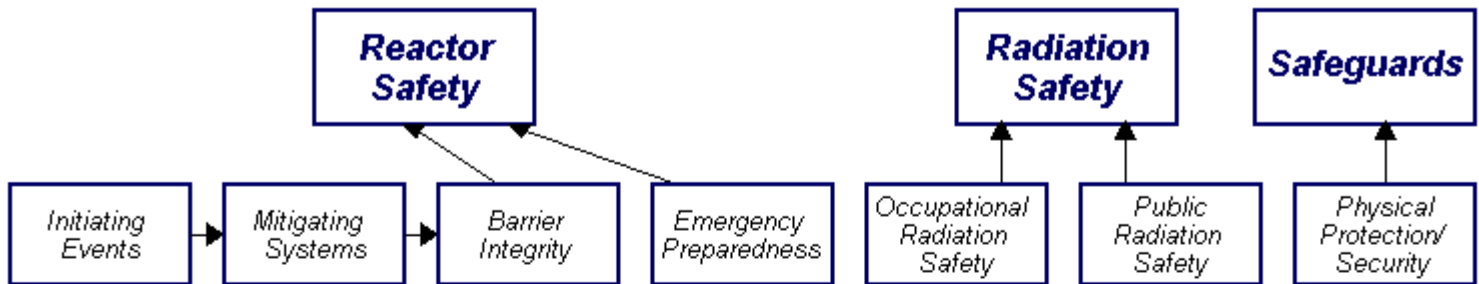 Reactor
Safety
Radiation
Safety
Safeguards
Initiating
Events
Mitigating
Systems
Barrier
Integrity
Emergency
Preparedness
Occupational
Radiation
Safety
Public
Radiation
Safety
Physical
Protection/
Security